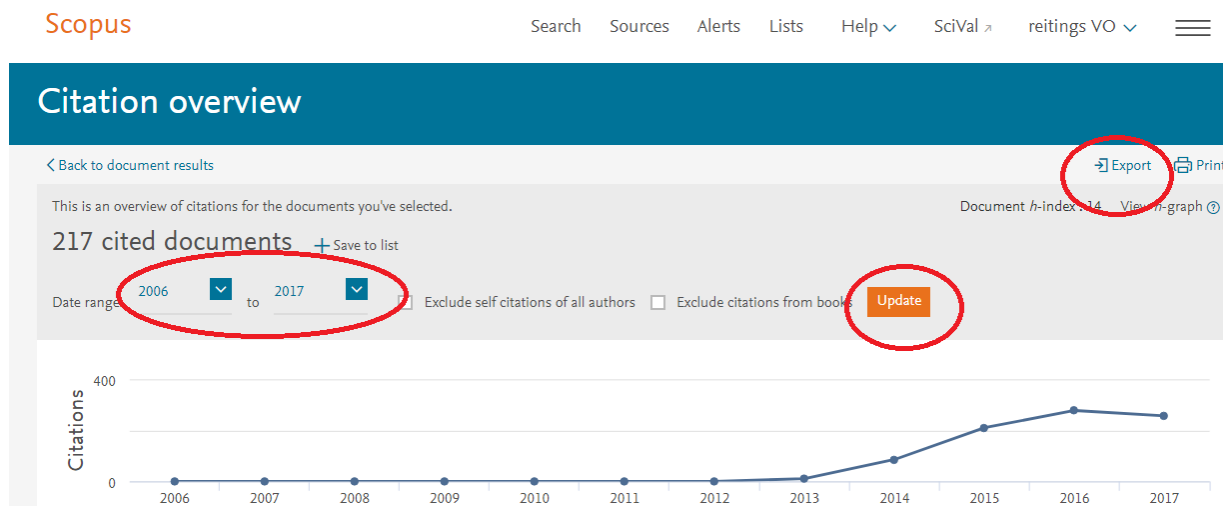 Scopus
Search Sources Alerts Lists Help SciVal reitings VO
Citation overview
Back to document results
Export Print
This is an overview of citations for the documents you've selected.
Document h-index : 14 View h-graph
217 cited documents + Save to list
Date range 2006 to 2017 Exclude self citations of all authors Exclude citations from books Update
400
Citations
0
2006 2007 2008 2009 2010 2011 2012 2013 2014 2015 2016 2017